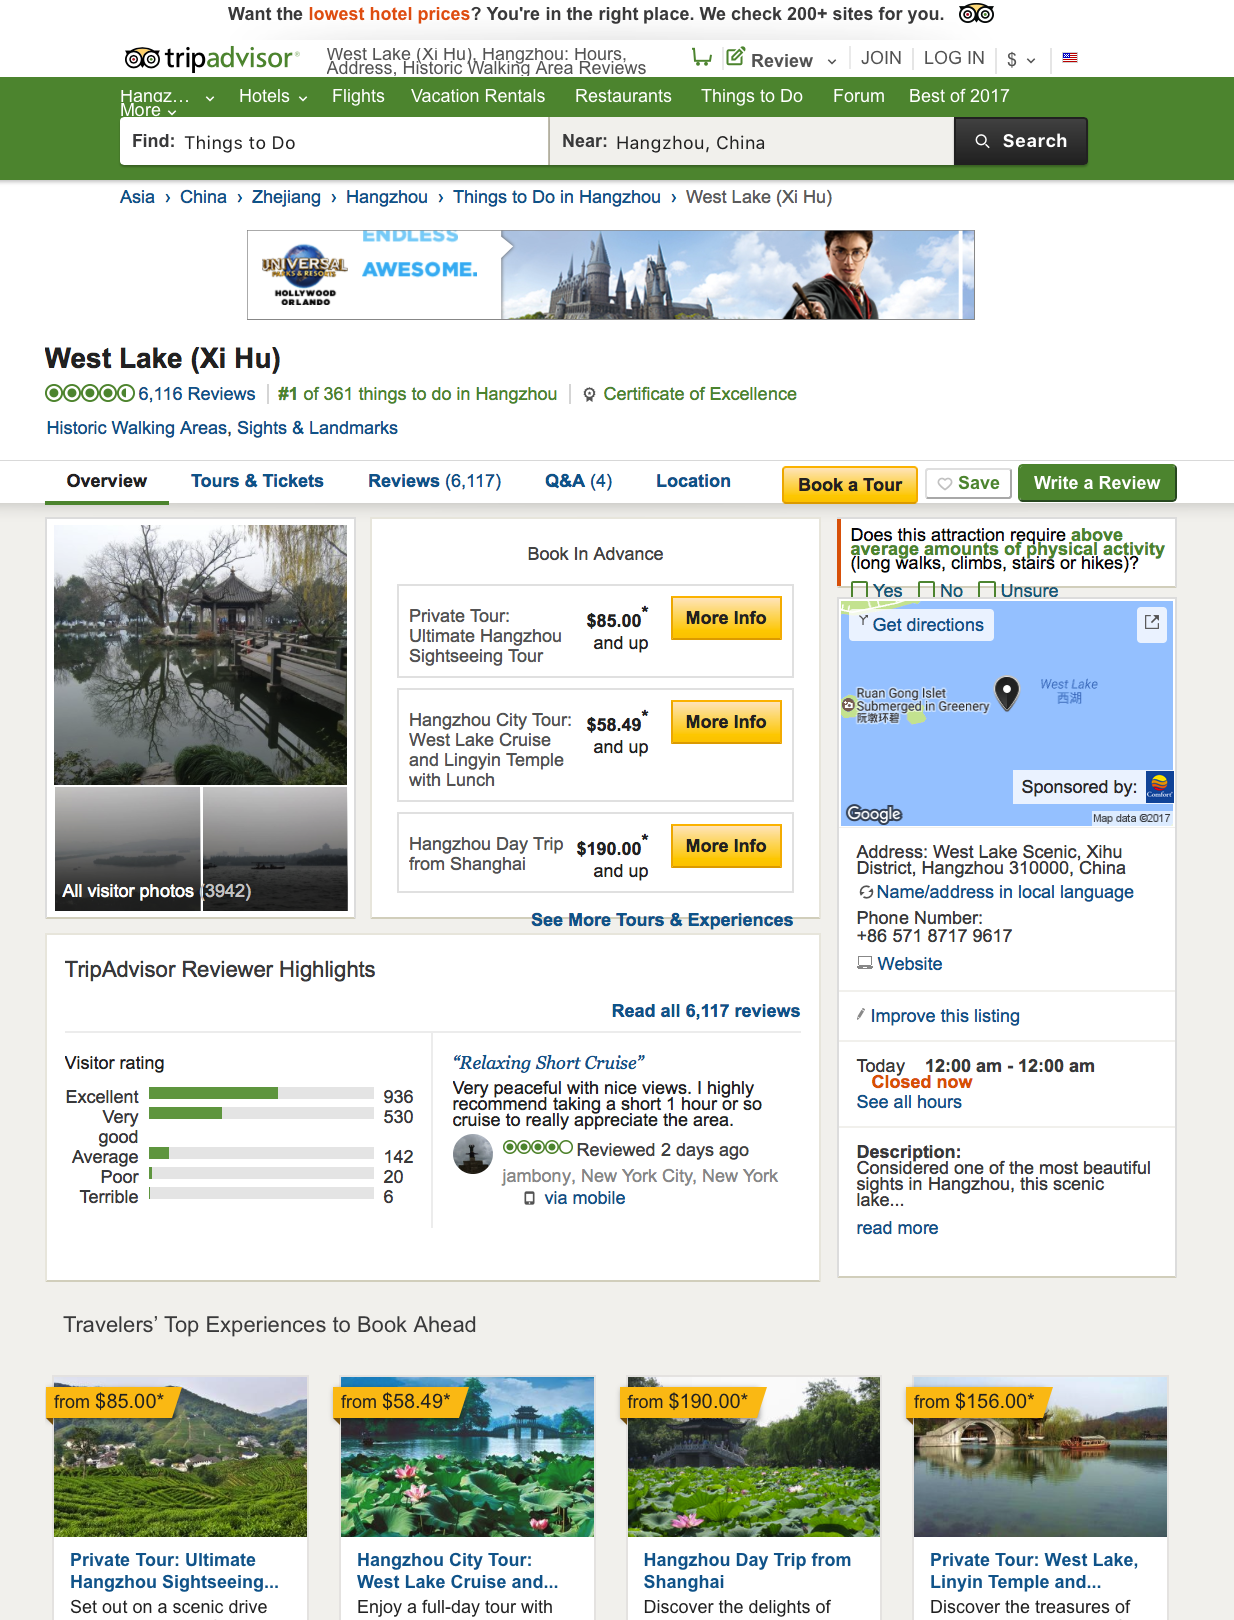 Want the lowest hotel prices? You're in the right place. We check 200+ sites for you.
tripadvisor®
West Lake (Xi Hu), Hangzhou: Hours,
Address, Historic Walking Area Reviews
Review
JOIN
LOG IN
$
Hangz...
Hotels
Flights
Vacation Rentals
Restaurants
Things to Do
Forum
Best of 2017
More
Find: Things to Do
Near: Hangzhou, China
Search
Asia › China › Zhejiang › Hangzhou › Things to Do in Hangzhou › West Lake (Xi Hu)
UNIVERSAL
PARKS & RESORTS
HOLLYWOOD
ORLANDO
ENDLESS
AWESOME.
West Lake (Xi Hu)
6,116 Reviews
#1 of 361 things to do in Hangzhou
Certificate of Excellence
Historic Walking Areas, Sights & Landmarks
Overview
Tours & Tickets
Reviews (6,117)
Q&A (4)
Location
Book a Tour
Save
Write a Review
All visitor photos (3942)
Book In Advance
Private Tour:
Ultimate Hangzhou
Sightseeing Tour
$85.00*
and up
More Info
Hangzhou City Tour:
West Lake Cruise
and Lingyin Temple
with Lunch
$58.49*
and up
More Info
Hangzhou Day Trip
from Shanghai
$190.00*
and up
More Info
See More Tours & Experiences
Does this attraction require above
average amounts of physical activity
(long walks, climbs, stairs or hikes)?
Yes
No
Unsure
Get directions
Ruan Gong Islet
Submerged in Greenery
阮墩环碧
West Lake
西湖
Sponsored by:
Comfort
Google
Map data ©2017
Address: West Lake Scenic, Xihu
District, Hangzhou 310000, China
Name/address in local language
Phone Number:
+86 571 8717 9617
Website
Improve this listing
Today 12:00 am - 12:00 am
Closed now
See all hours
Description:
Considered one of the most beautiful
sights in Hangzhou, this scenic
lake...
read more
TripAdvisor Reviewer Highlights
Read all 6,117 reviews
Visitor rating
Excellent 936
Very
good
530
Average 142
Poor 20
Terrible 6
“Relaxing Short Cruise”
Very peaceful with nice views. I highly
recommend taking a short 1 hour or so
cruise to really appreciate the area.
Reviewed 2 days ago
jambony, New York City, New York
via mobile
Travelers’ Top Experiences to Book Ahead
from $85.00*
Private Tour: Ultimate
Hangzhou Sightseeing...
Set out on a scenic drive
from $58.49*
Hangzhou City Tour:
West Lake Cruise and...
Enjoy a full-day tour with
from $190.00*
Hangzhou Day Trip from
Shanghai
Discover the delights of
from $156.00*
Private Tour: West Lake,
Linyin Temple and...
Discover the treasures of